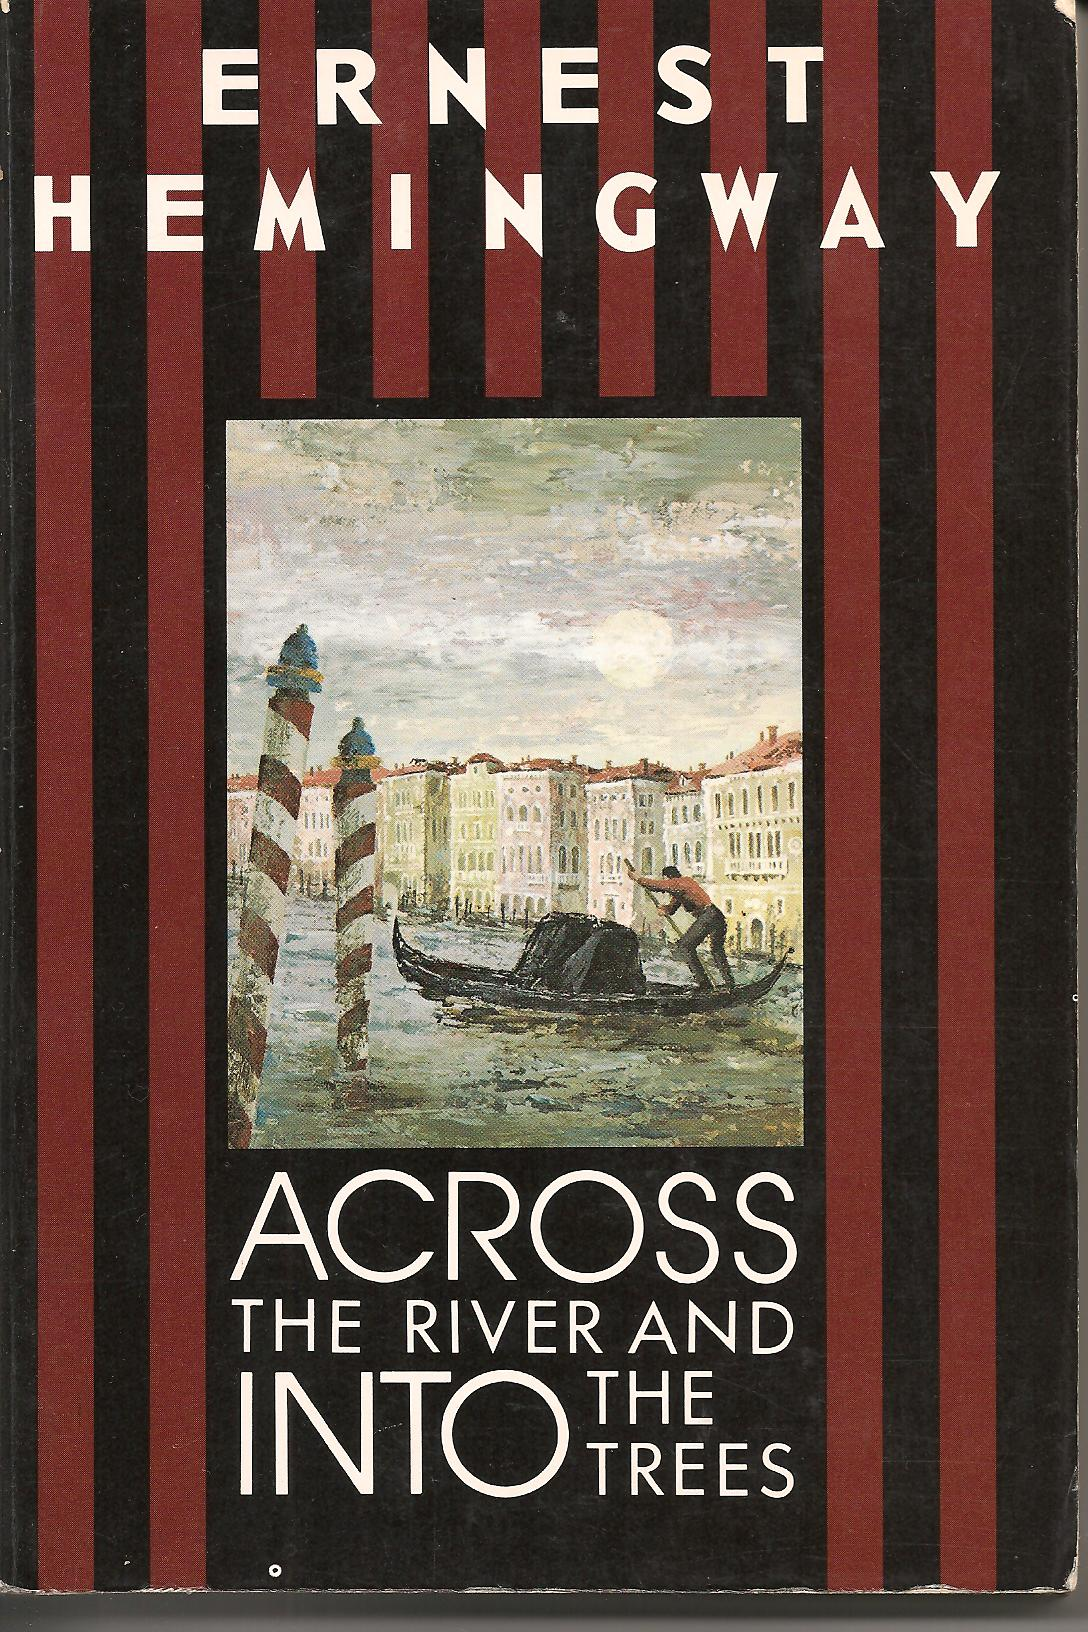 ERNEST
HEMINGWAY
ACROSS
THE RIVER AND
INTO THE
TREES